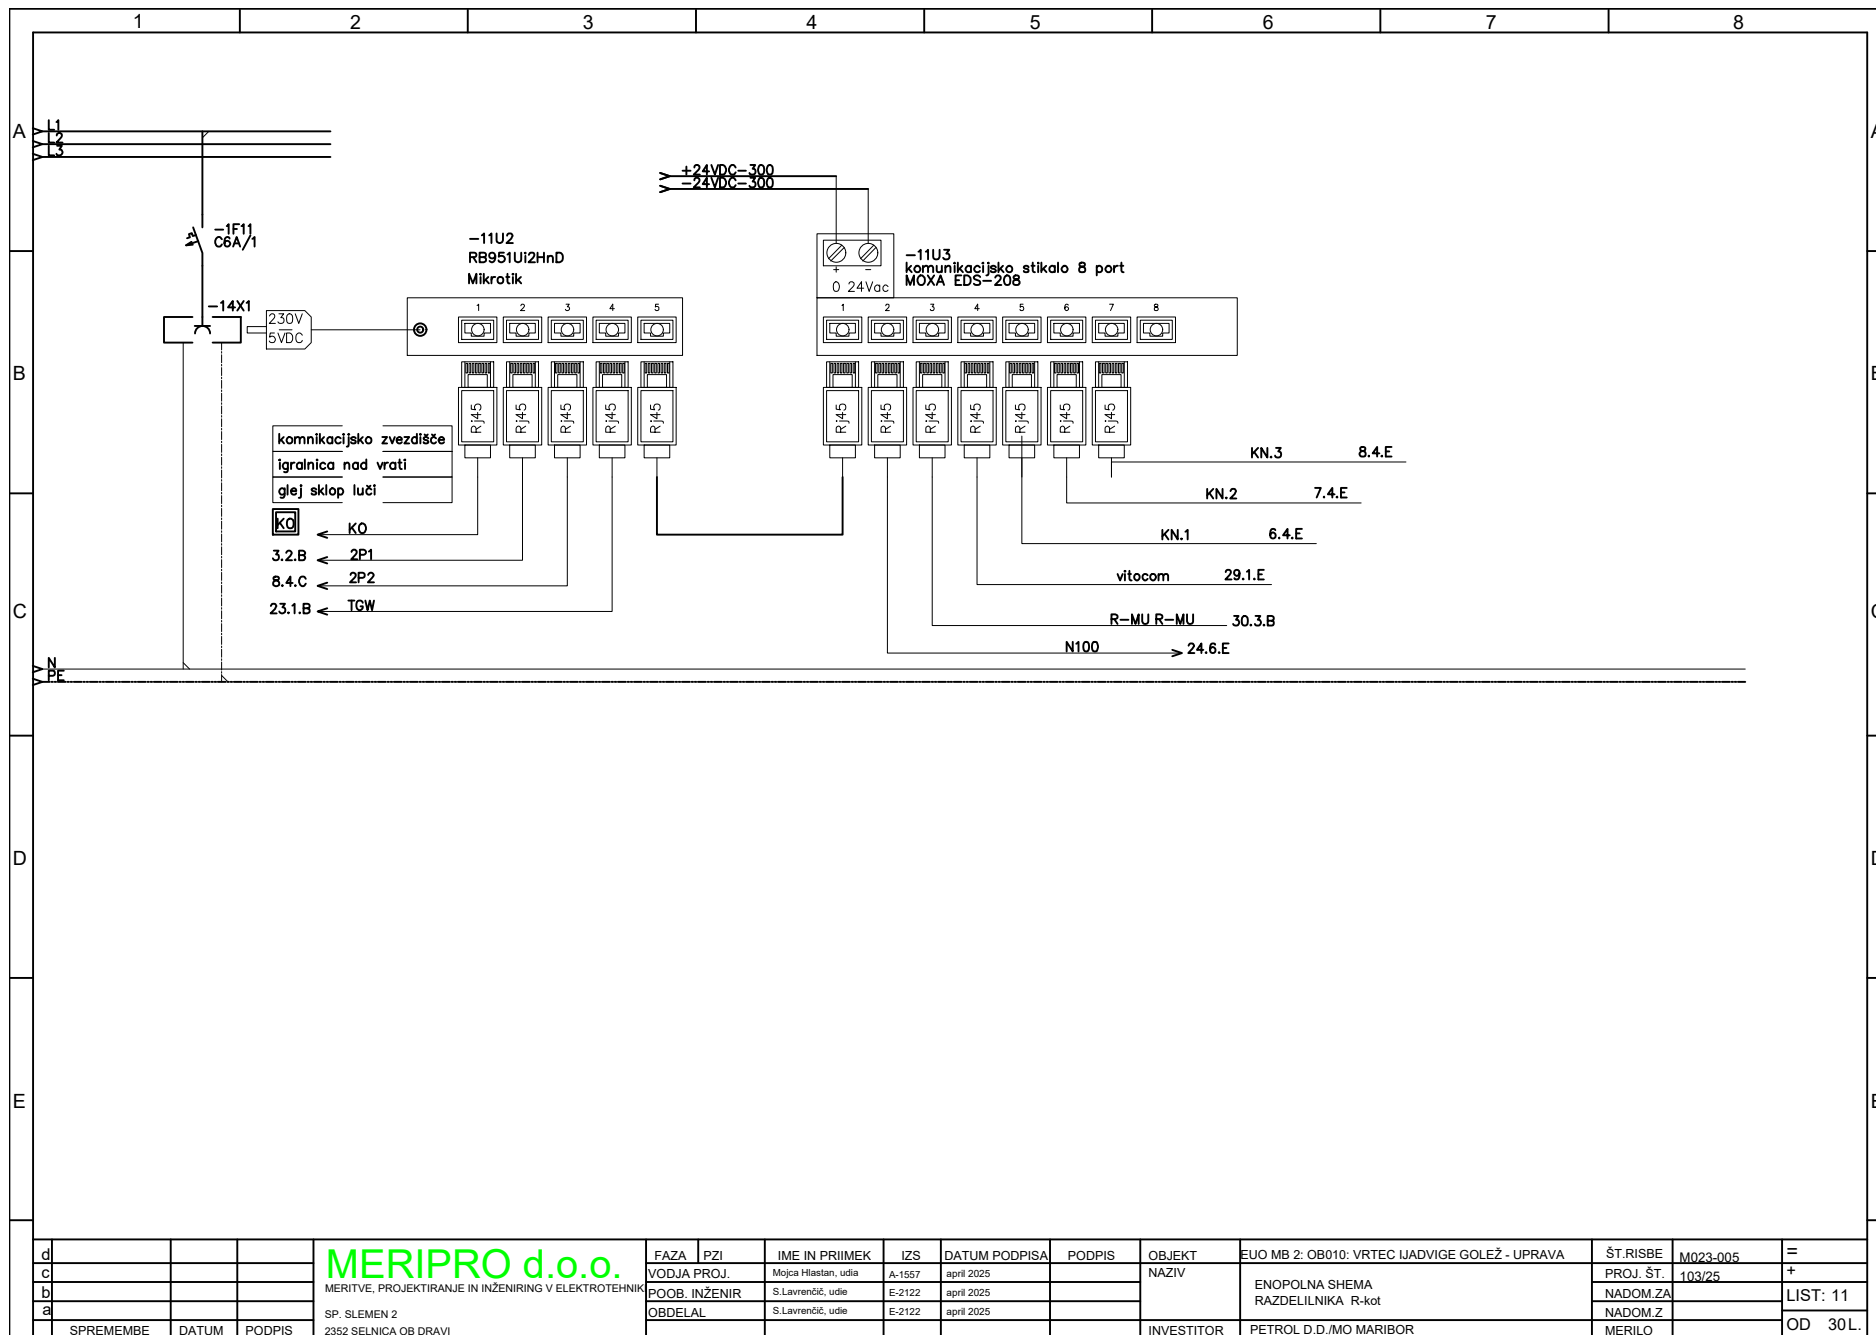 1 2 3 4 5 6 7 8
A
L1
L2
L3
+24VDC-300
-24VDC-300
-1F11
C6A/1
-11U2
RB951Ui2HnD
Mikrotik
-11U3
komunikacijsko stikalo 8 port
MOXA EDS-208
+ -
0 24Vac
-14X1
230V
5VDC
1 2 3 4 5
1 2 3 4 5 6 7 8
B
Rj45 Rj45 Rj45 Rj45 Rj45
Rj45 Rj45 Rj45 Rj45 Rj45 Rj45 Rj45
komnikacijsko zvezdišče
igralnica nad vrati
glej sklop luči
KO
KO
3.2.B 2P1
8.4.C 2P2
23.1.B TGW
KN.3 8.4.E
KN.2 7.4.E
KN.1 6.4.E
vitocom 29.1.E
R-MU R-MU 30.3.B
N100 24.6.E
C
N
PE
D
E
d
c
b
a
SPREMEMBE DATUM PODPIS
MERIPRO d.o.o.
MERITVE, PROJEKTIRANJE IN INŽENIRING V ELEKTROTEHNIK
SP. SLEMEN 2
2352 SELNICA OB DRAVI
FAZA PZI IME IN PRIIMEK IZS DATUM PODPISA PODPIS
VODJA PROJ. Mojca Hlastan, udia A-1557 april 2025
POOB. INŽENIR S.Lavrenčič, udie E-2122 april 2025
OBDELAL S.Lavrenčič, udie E-2122 april 2025
OBJEKT EUO MB 2: OB010: VRTEC IJADVIGE GOLEŽ - UPRAVA
NAZIV ENOPOLNA SHEMA
RAZDELILNIKA R-kot
INVESTITOR PETROL D.D./MO MARIBOR
ŠT.RISBE M023-005
PROJ. ŠT. 103/25
NADOM.ZA
NADOM.Z
MERILO
=
+
LIST: 11
OD 30L.